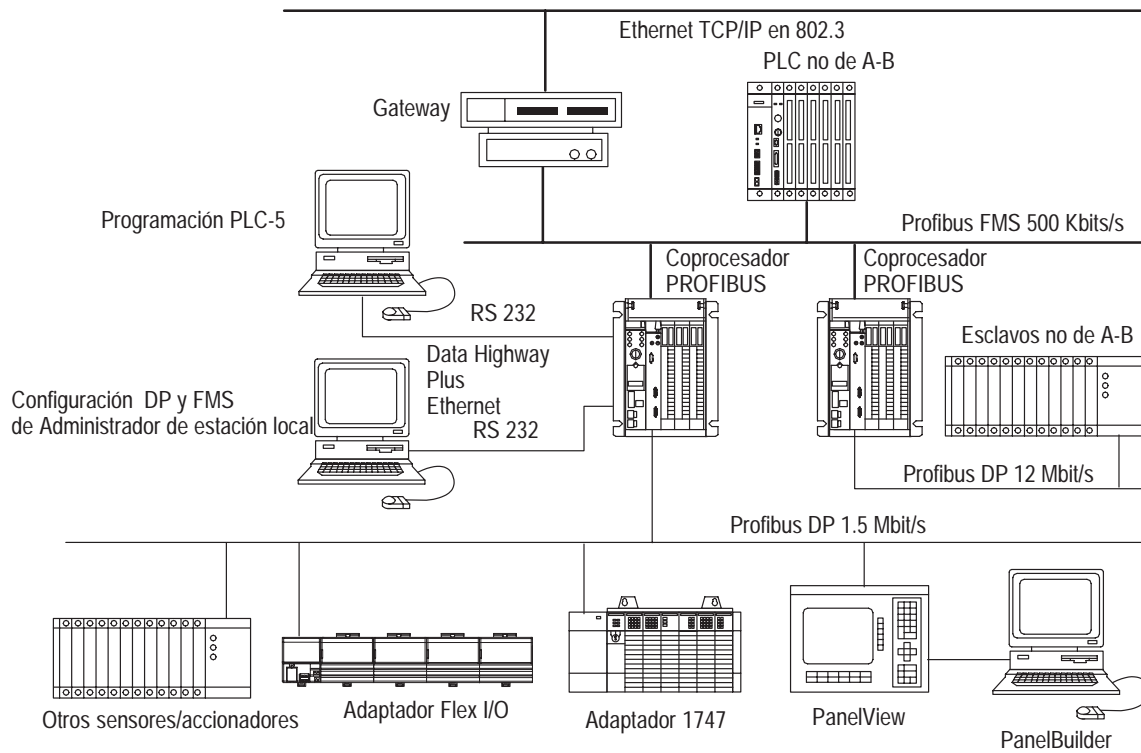 Ethernet TCP/IP en 802.3
PLC no de A-B
Gateway
Programación PLC-5
Profibus FMS 500 Kbits/s
Coprocesador
PROFIBUS
Coprocesador
PROFIBUS
RS 232
Esclavos no de A-B
Data Highway
Plus
Ethernet
RS 232
Configuración DP y FMS
de Administrador de estación local
Profibus DP 12 Mbit/s
Profibus DP 1.5 Mbit/s
Otros sensores/accionadores
Adaptador Flex I/O
Adaptador 1747
PanelView
PanelBuilder